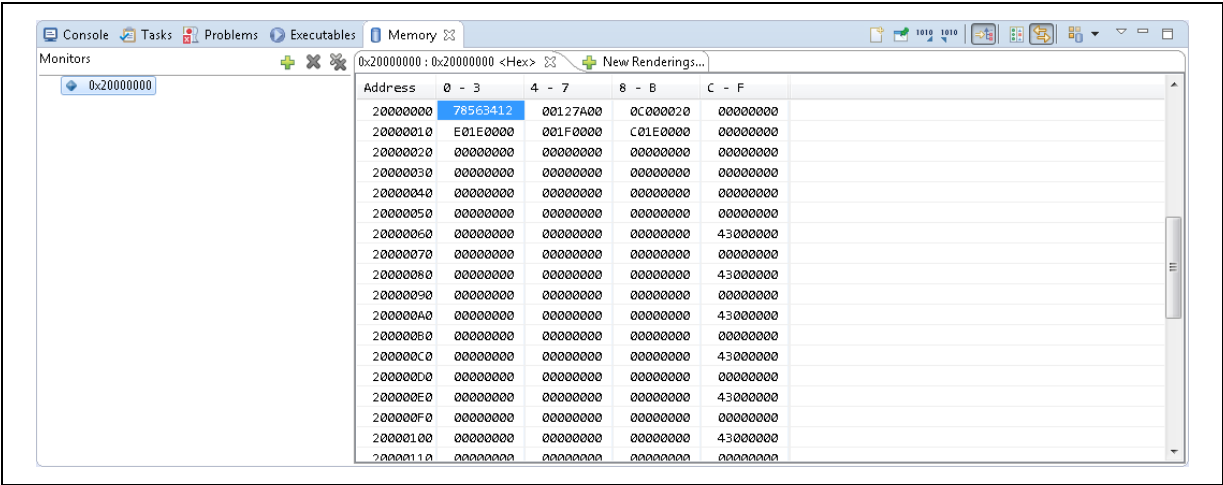 Console Tasks Problems Executables Memory
Monitors
0x20000000 : 0x20000000 <Hex> New Renderings...
0x20000000
Address 0 - 3 4 - 7 8 - B C - F
20000000 78563412 00127A00 0C000020 00000000
20000010 E01E0000 001F0000 C01E0000 00000000
20000020 00000000 00000000 00000000 00000000
20000030 00000000 00000000 00000000 00000000
20000040 00000000 00000000 00000000 00000000
20000050 00000000 00000000 00000000 00000000
20000060 00000000 00000000 00000000 43000000
20000070 00000000 00000000 00000000 00000000
20000080 00000000 00000000 00000000 43000000
20000090 00000000 00000000 00000000 00000000
200000A0 00000000 00000000 00000000 43000000
200000B0 00000000 00000000 00000000 00000000
200000C0 00000000 00000000 00000000 43000000
200000D0 00000000 00000000 00000000 00000000
200000E0 00000000 00000000 00000000 43000000
200000F0 00000000 00000000 00000000 00000000
20000100 00000000 00000000 00000000 43000000
20000110 00000000 00000000 00000000 00000000